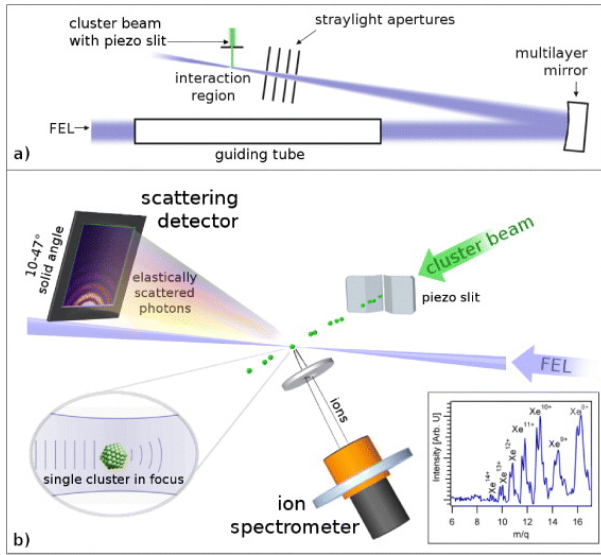 cluster beam
with piezo slit
straylight apertures
multilayer
mirror
interaction
region
FEL
guiding tube
a)
scattering
detector
10-47°
solid angle
elastically
scattered
photons
cluster beam
piezo slit
FEL
ions
single cluster in focus
ion
spectrometer
Intensity [Arb. U]
Xe14+
Xe13+
Xe12+
Xe11+
Xe10+
Xe9+
Xe8+
6 8 10 12 14 16
m/q
b)